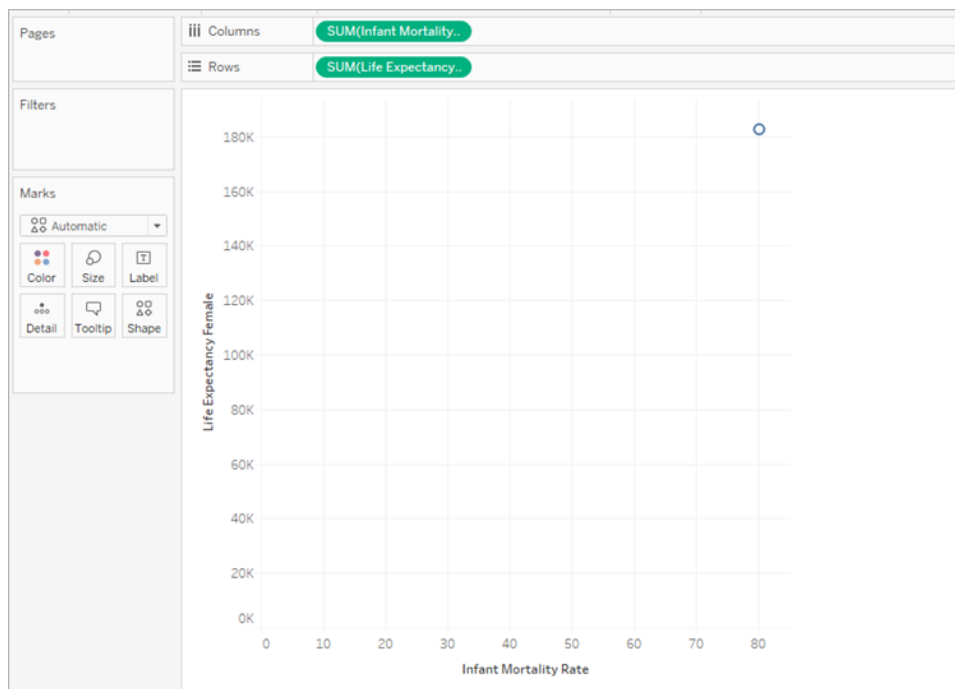 Pages
Columns
SUM(Infant Mortality..
Rows
SUM(Life Expectancy..
Filters
Marks
Automatic
Color
Size
Label
Detail
Tooltip
Shape
Life Expectancy Female
180K
160K
140K
120K
100K
80K
60K
40K
20K
0K
0 10 20 30 40 50 60 70 80
Infant Mortality Rate